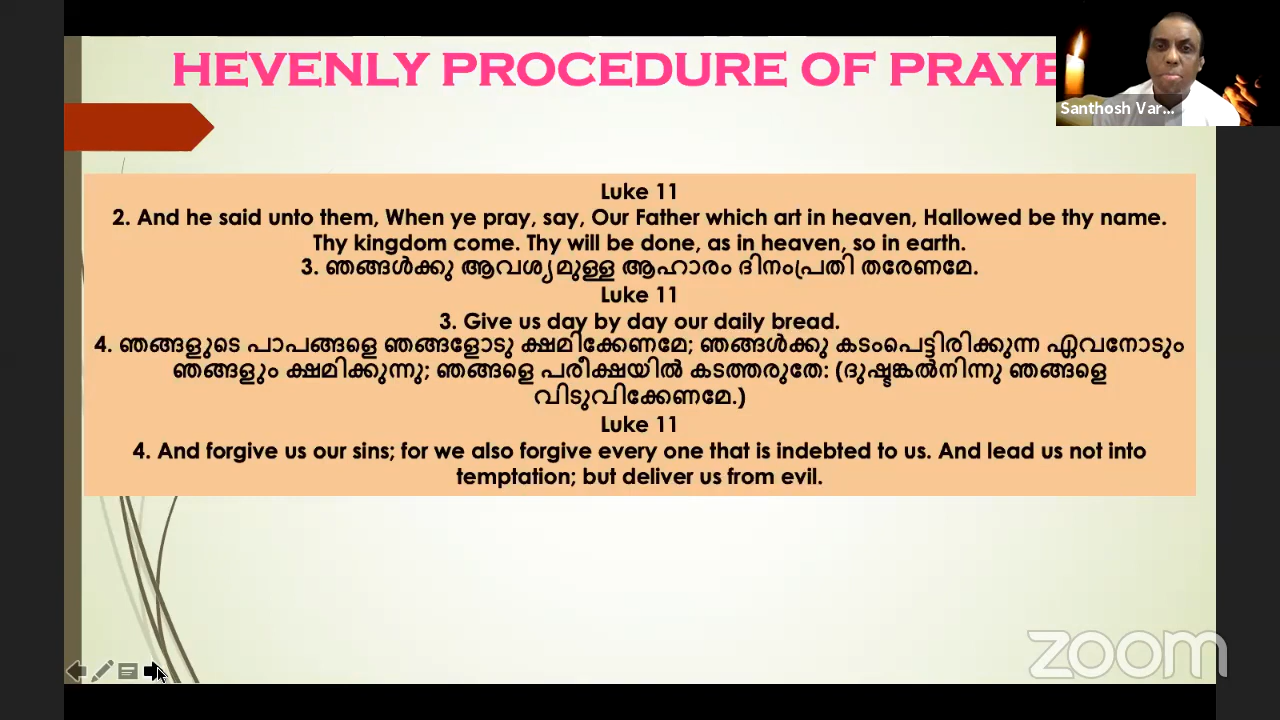 HEVENLY PROCEDURE OF PRAYE
Santhosh Var...
Luke 11
2. And he said unto them, When ye pray, say, Our Father which art in heaven, Hallowed be thy name.
Thy kingdom come. Thy will be done, as in heaven, so in earth.
3. ഞങ്ങൾക്കു ആവശ്യമുള്ള ആഹാരം ദിനംപ്രതി തരേണമേ.
Luke 11
3. Give us day by day our daily bread.
4. ഞങ്ങളുടെ പാപങ്ങളെ ഞങ്ങളോടു ക്ഷമിക്കേണമേ; ഞങ്ങൾക്കു കടംപെട്ടിരിക്കുന്ന ഏവനോടും
ഞങ്ങളും ക്ഷമിക്കുന്നു; ഞങ്ങളെ പരീക്ഷയിൽ കടത്തരുതേ: (ദുഷ്ടങ്കൽനിന്നു ഞങ്ങളെ
വിടുവിക്കേണമേ.)
Luke 11
4. And forgive us our sins; for we also forgive every one that is indebted to us. And lead us not into
temptation; but deliver us from evil.
zoom